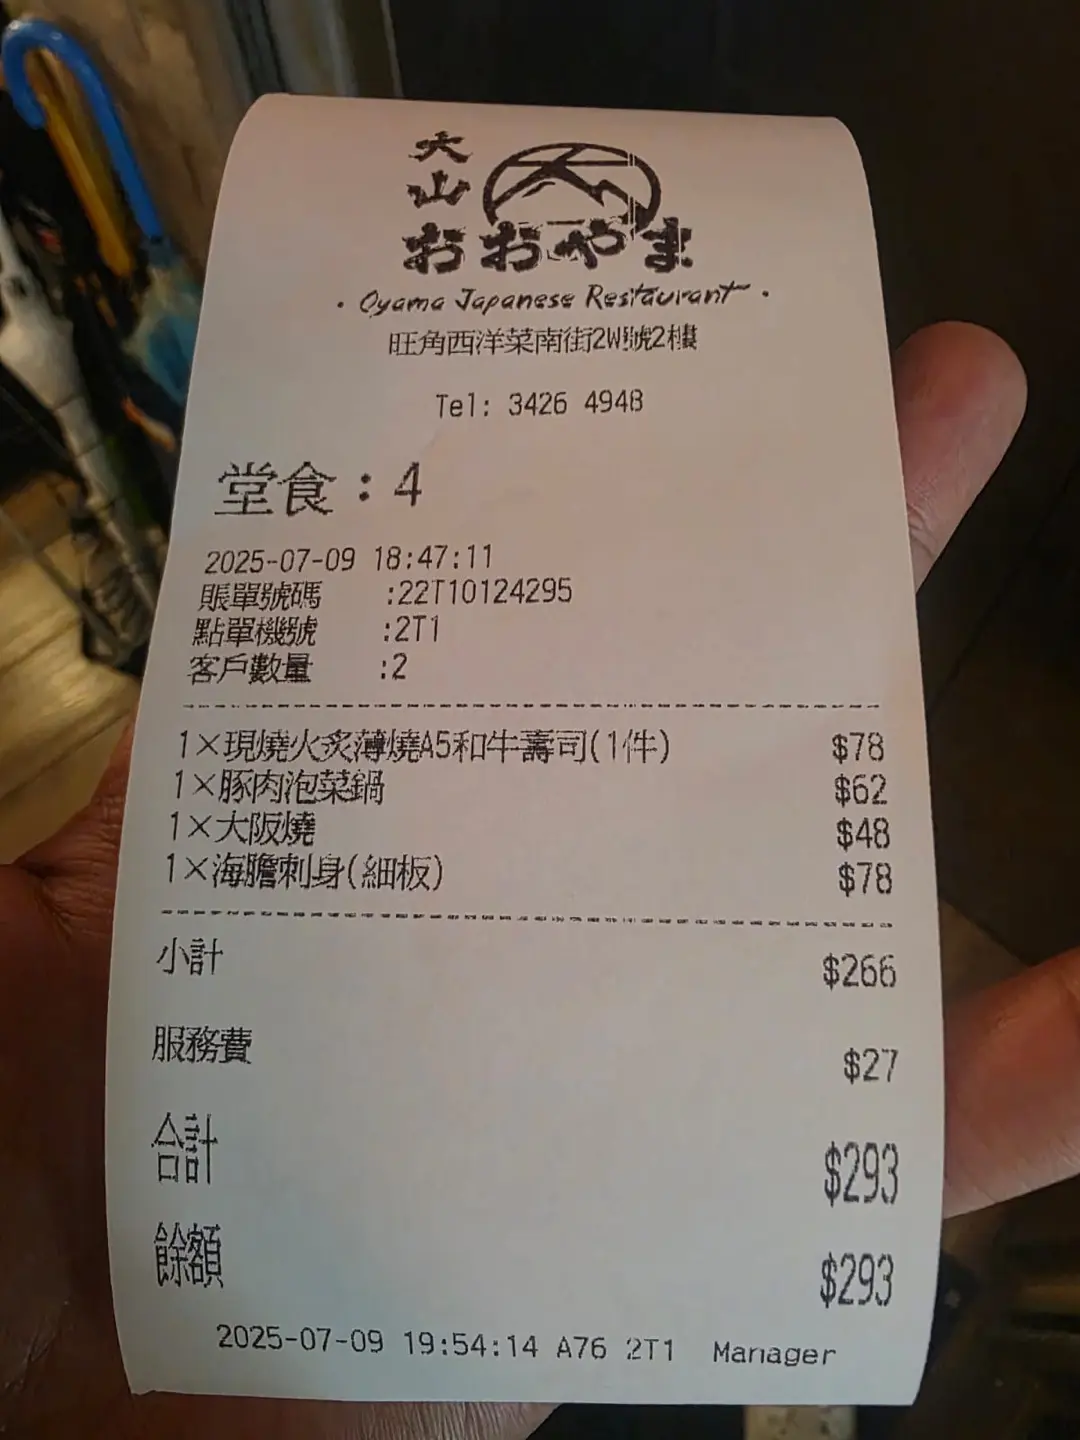 大山
おおやま
· Oyama Japanese Restaurant ·
旺角西洋菜南街2W號2樓
Tel: 3426 4948
堂食：4
2025-07-09 18:47:11
賬單號碼 :22T10124295
點單機號 :2T1
客戶數量 :2
1×現燒火炙薄燒A5和牛壽司(1件) $78
1×豚肉泡菜鍋 $62
1×大阪燒 $48
1×海膽刺身(細板) $78
小計 $266
服務費 $27
合計 $293
餘額 $293
2025-07-09 19:54:14 A76 2T1 Manager